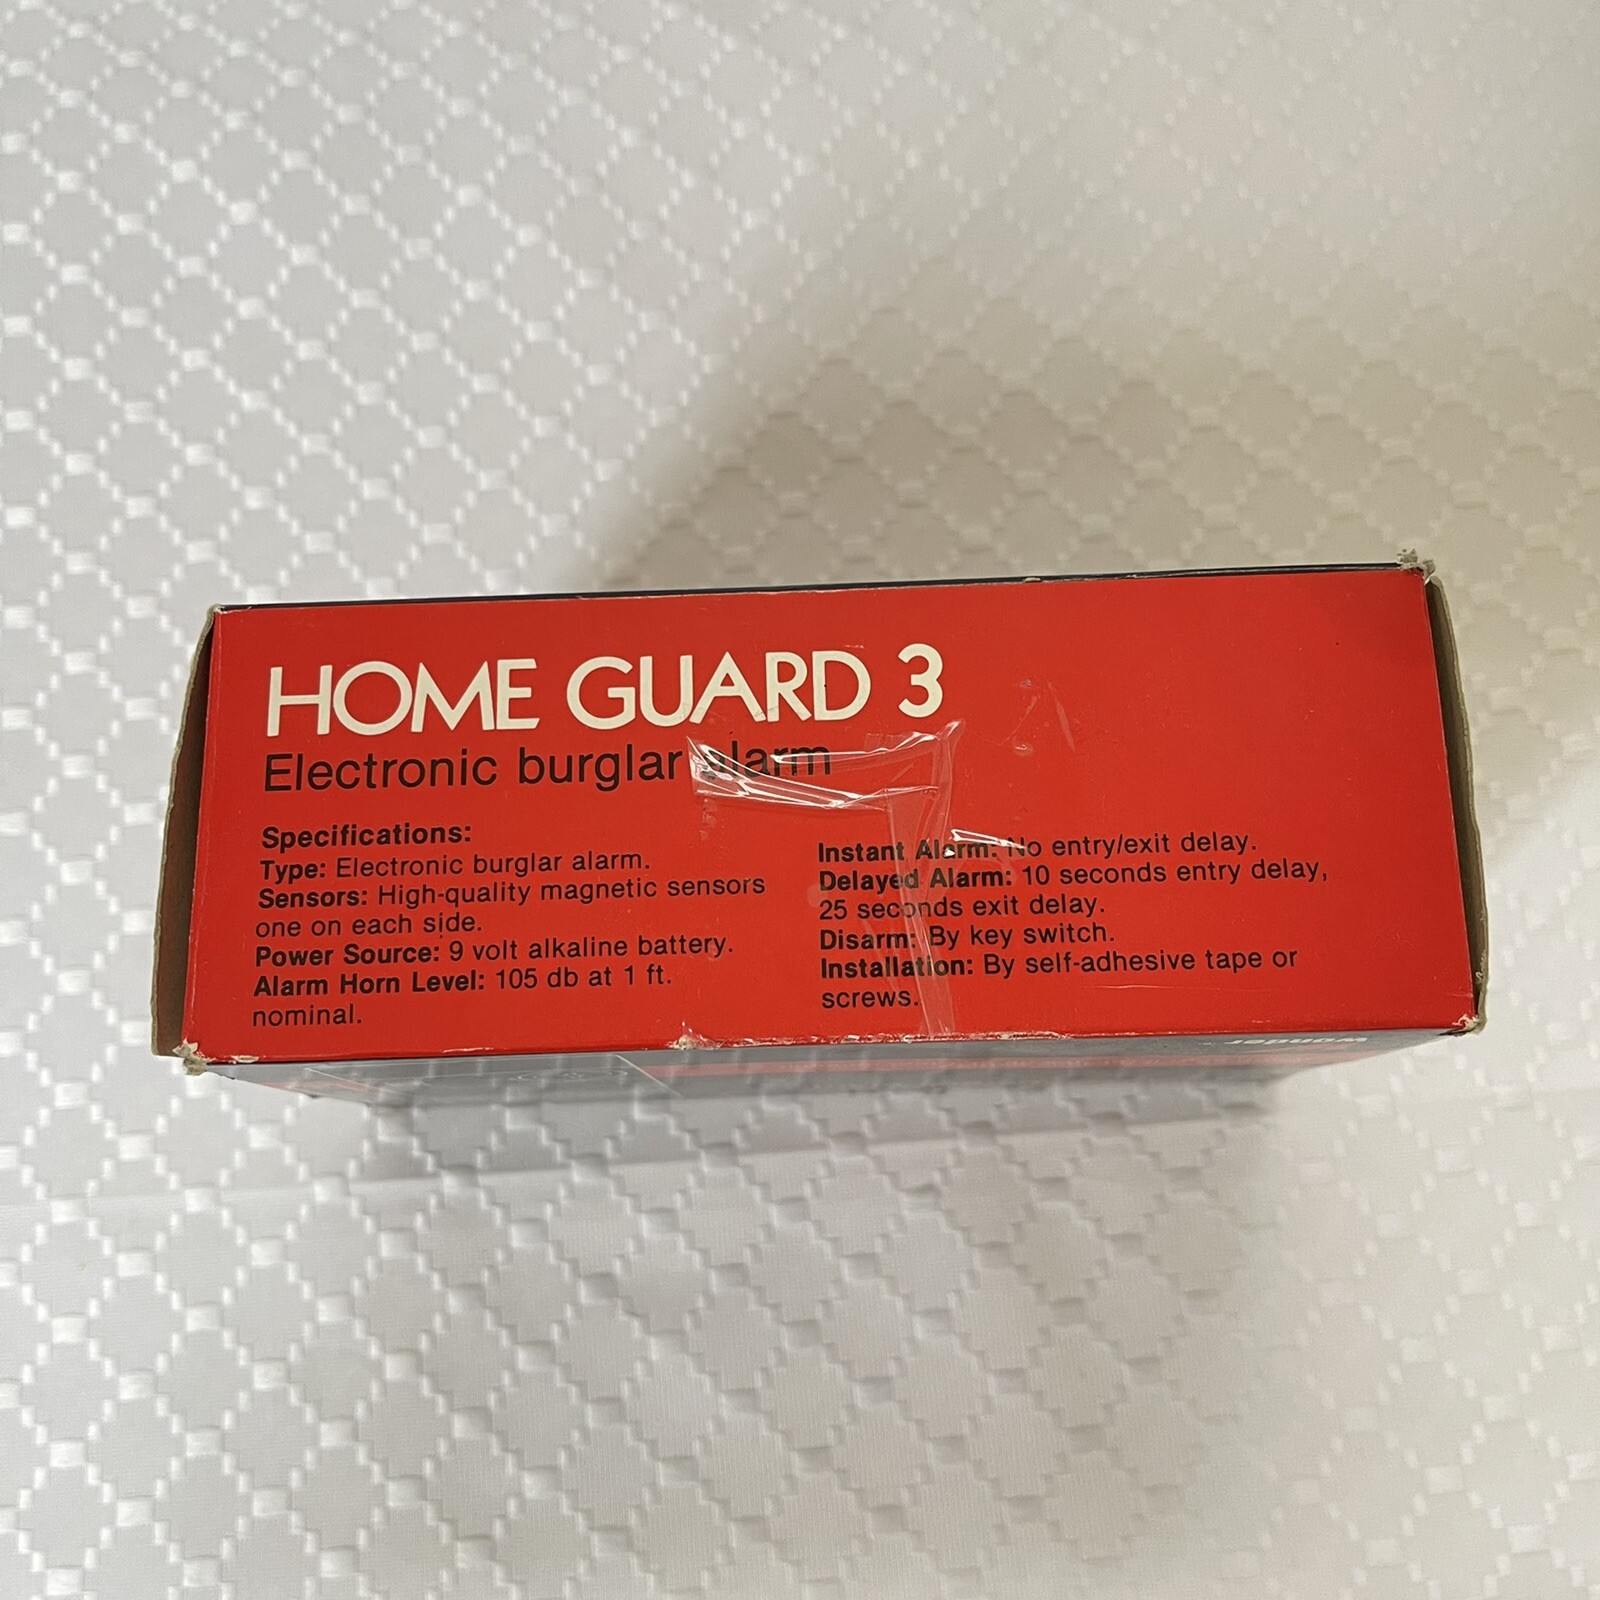 HOME GUARD 3
Electronic burglar alarm
Specifications:
Type: Electronic burglar alarm.
Sensors: High-quality magnetic sensors
one on each side.
Power Source: 9 volt alkaline battery.
Alarm Horn Level: 105 db at 1 ft.
nominal.
Instant Alarm: No entry/exit delay.
Delayed Alarm: 10 seconds entry delay,
25 seconds exit delay.
Disarm: By key switch.
Installation: By self-adhesive tape or
screws.
wonder